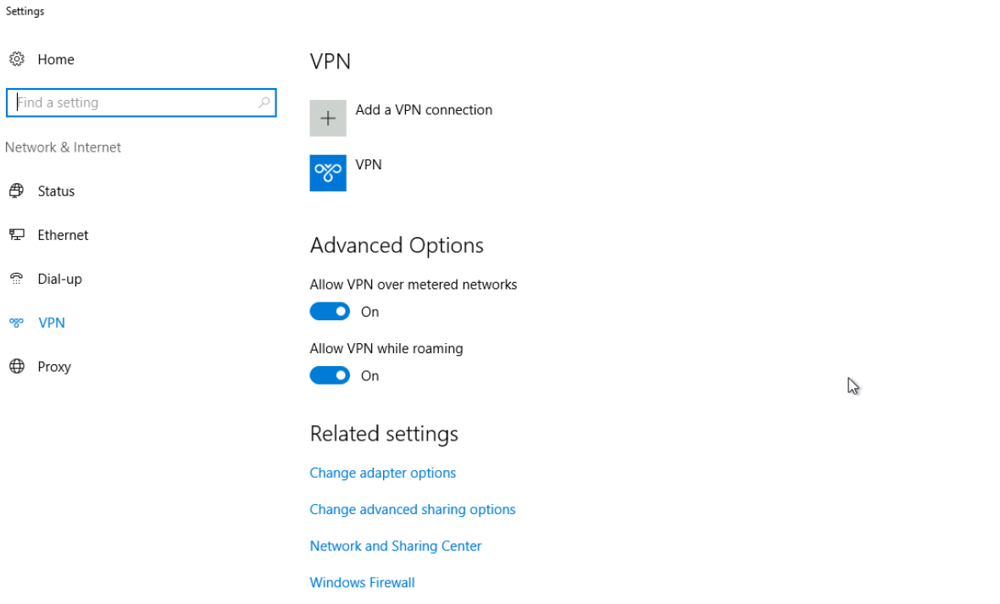 Settings
Home
Find a setting
Network & Internet
Status
Ethernet
Dial-up
VPN
Proxy
VPN
Add a VPN connection
VPN
Advanced Options
Allow VPN over metered networks
On
Allow VPN while roaming
On
Related settings
Change adapter options
Change advanced sharing options
Network and Sharing Center
Windows Firewall